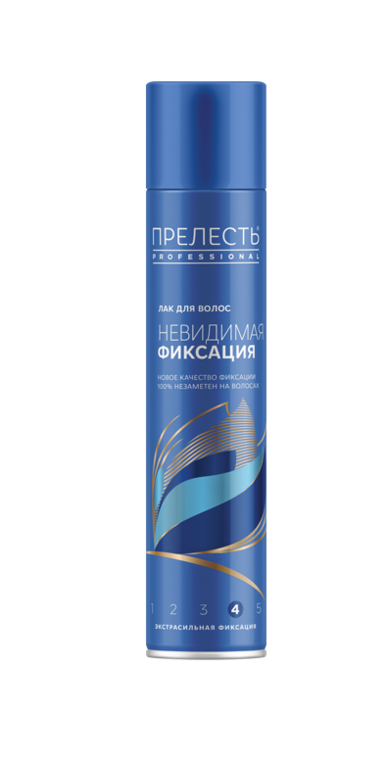 ПРЕЛЕСТЬ®
PROFESSIONAL
ЛАК ДЛЯ ВОЛОС
НЕВИДИМАЯ
ФИКСАЦИЯ
НОВОЕ КАЧЕСТВО ФИКСАЦИИ
100% НЕЗАМЕТЕН НА ВОЛОСАХ
1 2 3 4 5
ЭКСТРАСИЛЬНАЯ ФИКСАЦИЯ